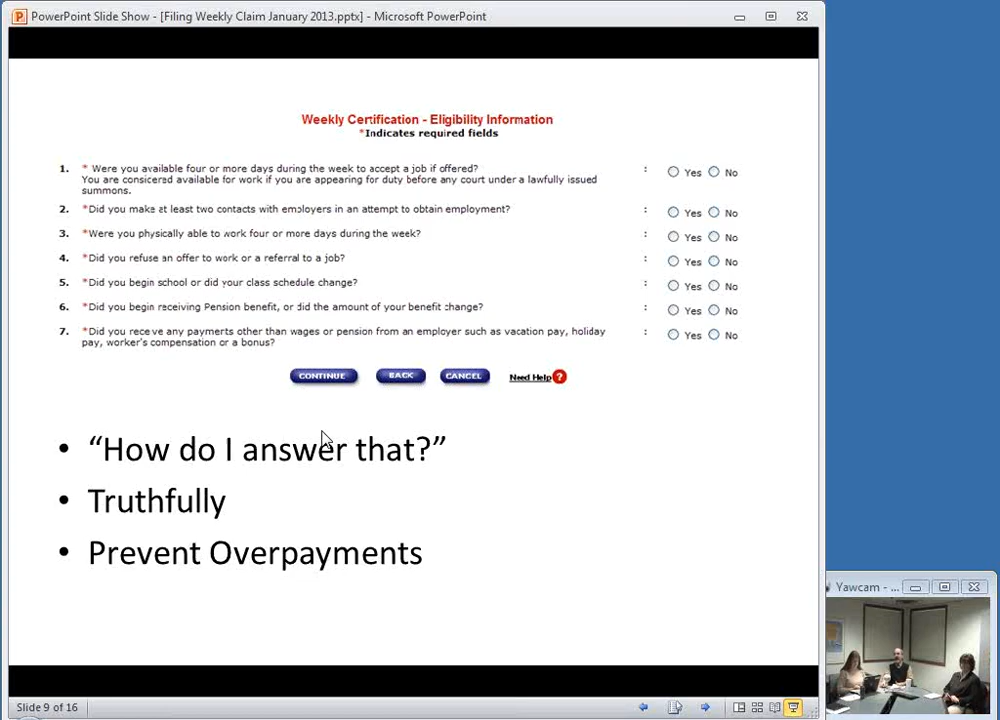 PowerPoint Slide Show - [Filing Weekly Claim January 2013.pptx] - Microsoft PowerPoint
Weekly Certification - Eligibility Information
*Indicates required fields
1. * Were you available four or more days during the week to accept a job if offered? : Yes No
You are considered available for work if you are appearing for duty before any court under a lawfully issued
summons.
2. *Did you make at least two contacts with employers in an attempt to obtain employment? : Yes No
3. *Were you physically able to work four or more days during the week? : Yes No
4. *Did you refuse an offer to work or a referral to a job? : Yes No
5. *Did you begin school or did your class schedule change? : Yes No
6. *Did you begin receiving Pension benefit, or did the amount of your benefit change? : Yes No
7. *Did you receive any payments other than wages or pension from an employer such as vacation pay, holiday : Yes No
pay, worker's compensation or a bonus?
CONTINUE BACK CANCEL Need Help ?
• “How do I answer that?”
• Truthfully
• Prevent Overpayments
Yawcam - ...
Slide 9 of 16